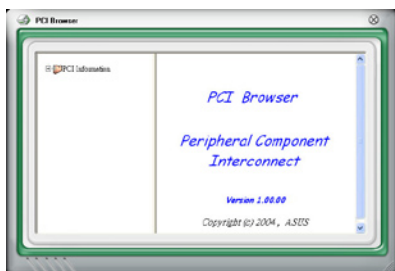 PCI Browser
PCI Information
PCI Browser
Peripheral Component
Interconnect
Version 1.00.00
Copyright (c) 2004, ASUS